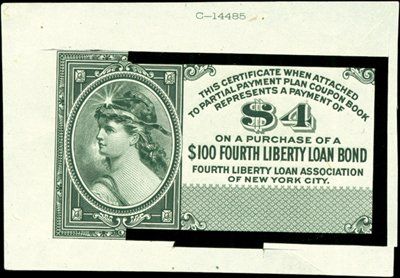 C-14485
THIS CERTIFICATE WHEN ATTACHED
TO PARTIAL PAYMENT PLAN COUPON BOOK
REPRESENTS A PAYMENT OF
$4
ON A PURCHASE OF A
$100 FOURTH LIBERTY LOAN BOND
FOURTH LIBERTY LOAN ASSOCIATION
OF NEW YORK CITY.